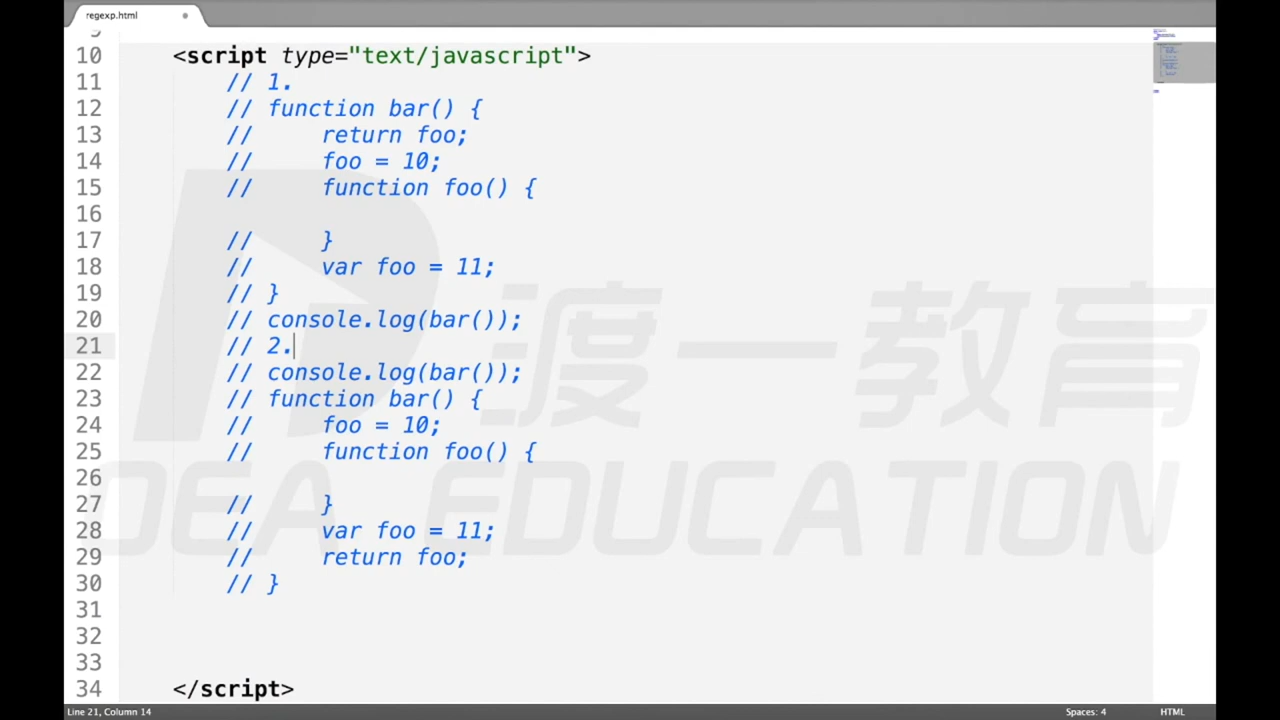 regexp.html
9
10 <script type="text/javascript">
11 // 1.
12 // function bar() {
13 //     return foo;
14 //     foo = 10;
15 //     function foo() {
16
17 //     }
18 //     var foo = 11;
19 // }
20 // console.log(bar());
21 // 2.
22 // console.log(bar());
23 // function bar() {
24 //     foo = 10;
25 //     function foo() {
26
27 //     }
28 //     var foo = 11;
29 //     return foo;
30 // }
31
32
33
34 </script>
渡一教育
DEA EDUCATION
Line 21, Column 14
Spaces: 4
HTML